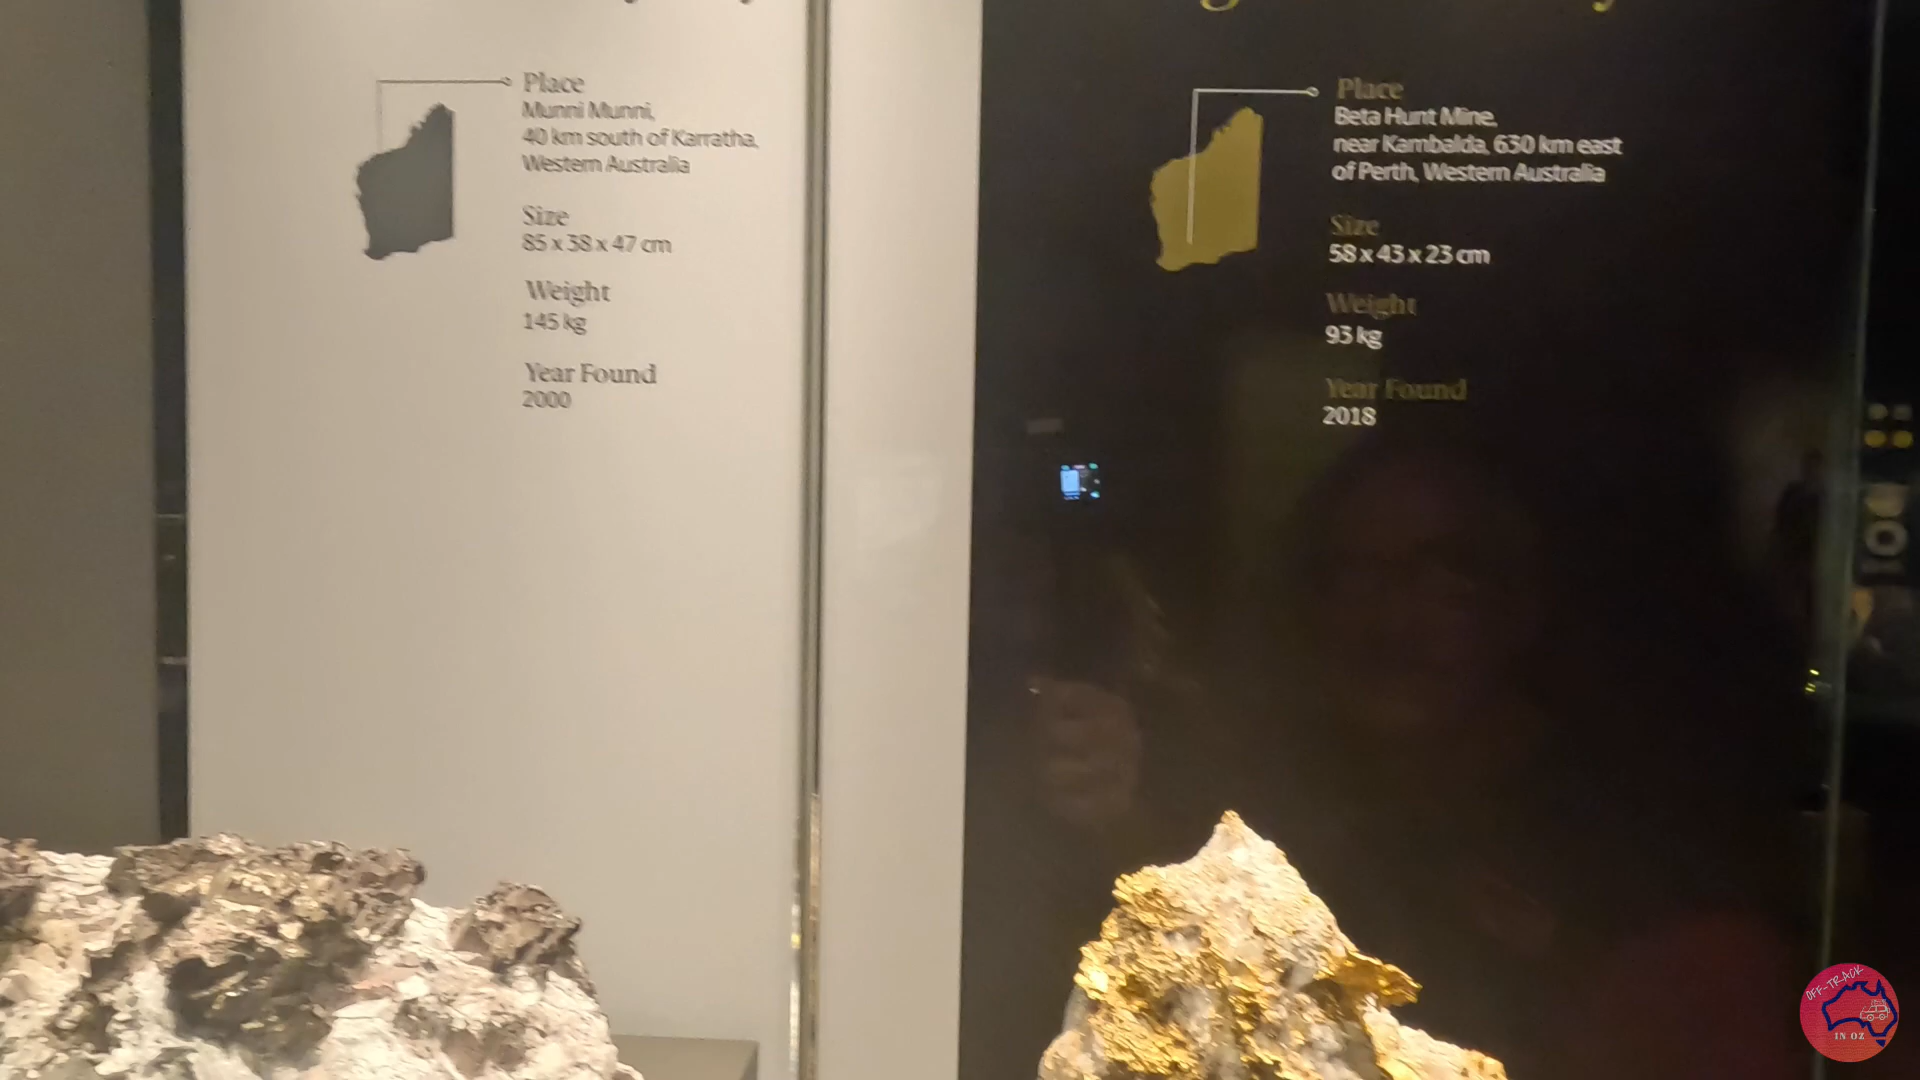 Place
Munni Munni,
40 km south of Karratha,
Western Australia
Size
85 x 38 x 47 cm
Weight
145 kg
Year Found
2000
Place
Beta Hunt Mine,
near Kambalda, 630 km east
of Perth, Western Australia
Size
58 x 43 x 23 cm
Weight
93 kg
Year Found
2018
OFF-TRACK
IN OZ